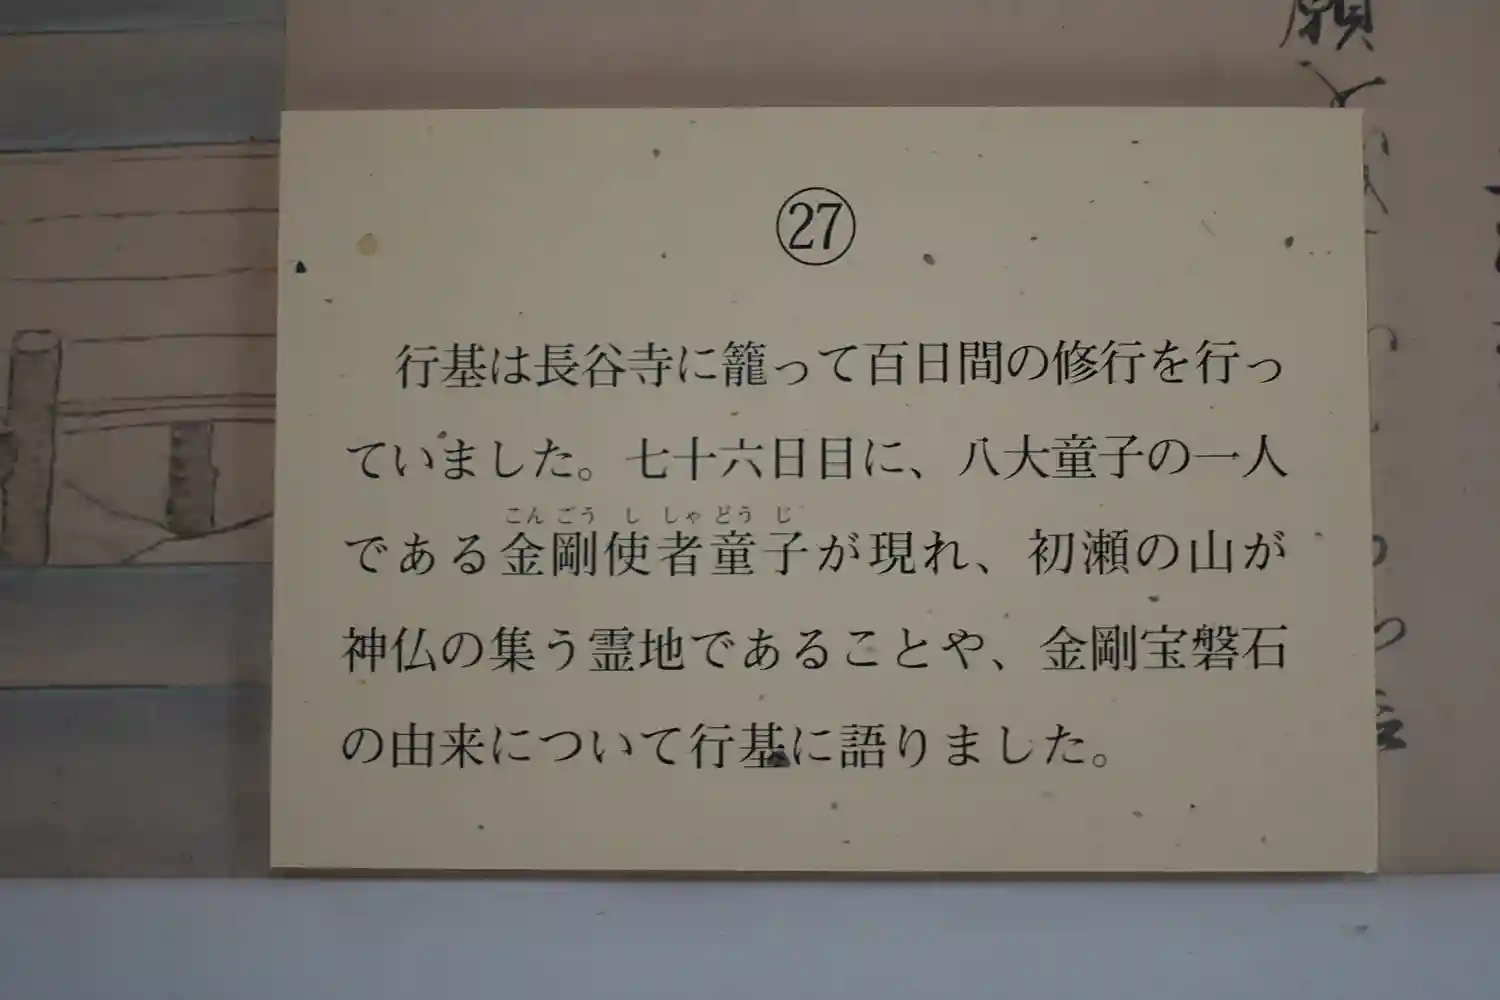 ㉗
行基は長谷寺に籠って百日間の修行を行っ
ていました。七十六日目に、八大童子の一人
こんごうししゃどうじ
である金剛使者童子が現れ、初瀬の山が
神仏の集う霊地であることや、金剛宝磐石
の由来について行基に語りました。